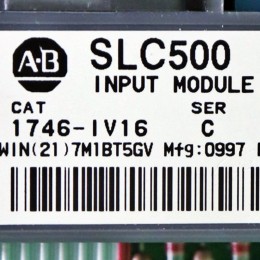 A-B SLC500
INPUT MODULE
CAT SER
1746-IV16 C
WIN(21)7M1BT5GV Mfg:0997